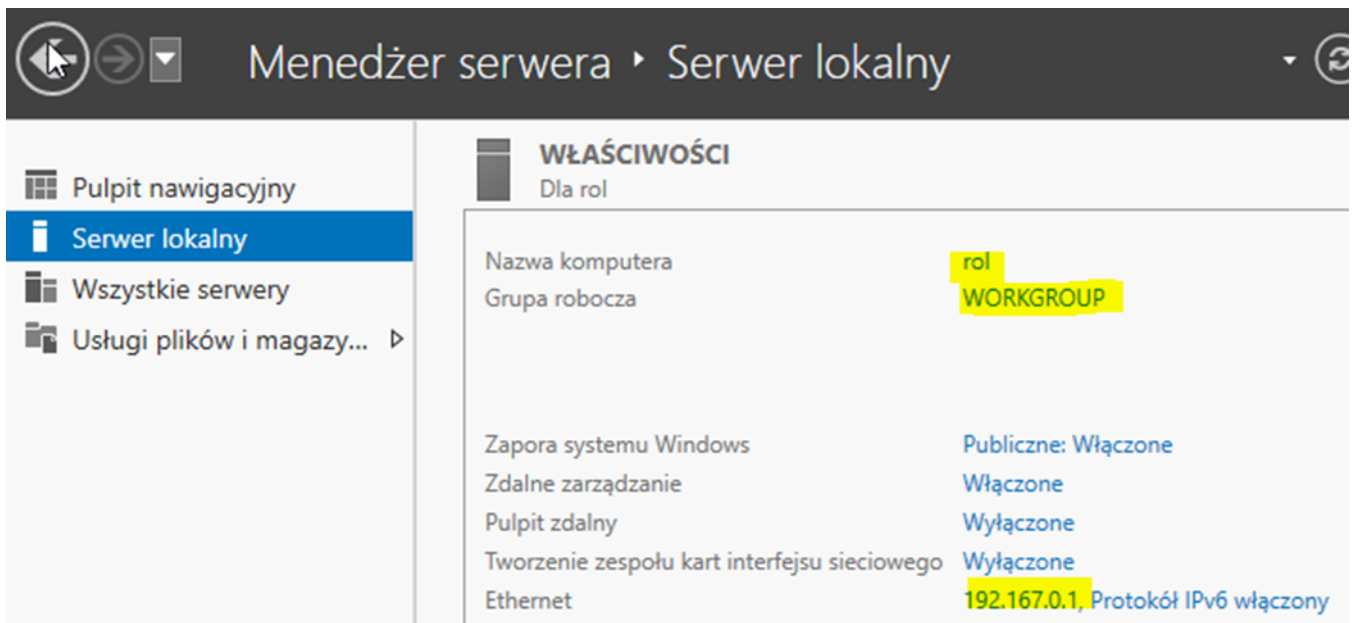 Menedżer serwera ‣ Serwer lokalny
Pulpit nawigacyjny
Serwer lokalny
Wszystkie serwery
Usługi plików i magazy...
WŁAŚCIWOŚCI
Dla rol
Nazwa komputera rol
Grupa robocza WORKGROUP
Zapora systemu Windows Publiczne: Włączone
Zdalne zarządzanie Włączone
Pulpit zdalny Wyłączone
Tworzenie zespołu kart interfejsu sieciowego Wyłączone
Ethernet 192.167.0.1, Protokół IPv6 włączony